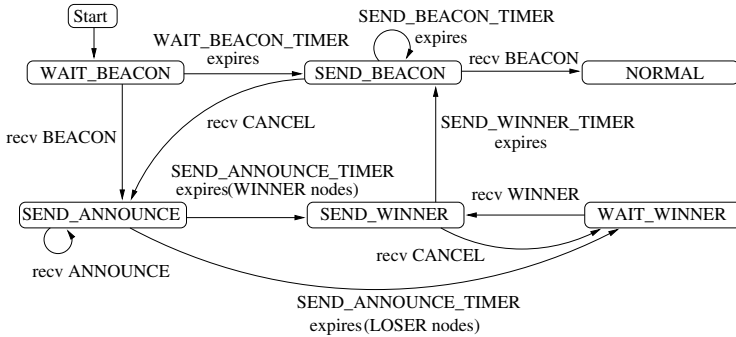 Start
WAIT_BEACON_TIMER
expires
SEND_BEACON_TIMER
expires
WAIT_BEACON
SEND_BEACON
recv BEACON
NORMAL
recv BEACON
recv CANCEL
SEND_WINNER_TIMER
expires
SEND_ANNOUNCE_TIMER
expires(WINNER nodes)
recv WINNER
SEND_ANNOUNCE
SEND_WINNER
WAIT_WINNER
recv ANNOUNCE
recv CANCEL
SEND_ANNOUNCE_TIMER
expires(LOSER nodes)